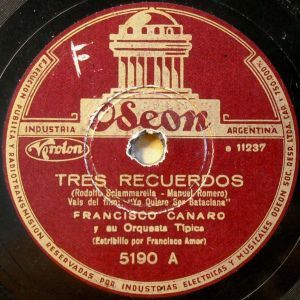 F
EJECUCION PUBLICA Y RADIOTRANSMISION RESERVADAS POR INDUSTRIAS ELECTRICAS Y MUSICALES ODEON SOC. RESP. LTDA. CAP.
INDUSTRIA Odeon ARGENTINA
Veroton
e 11237
TRES RECUERDOS
(Rodolfo Sciammarella - Manuel Romero)
Vals del film: "Yo Quiero Ser Bataclana"
FRANCISCO CANARO
y su Orquesta Típica
(Estribillo por Francisco Amor)
5190 A